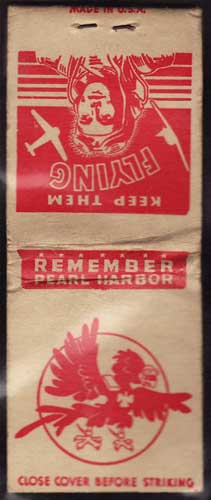 MADE IN U.S.A.
KEEP THEM
FLYING
REMEMBER
PEARL HARBOR
CLOSE COVER BEFORE STRIKING